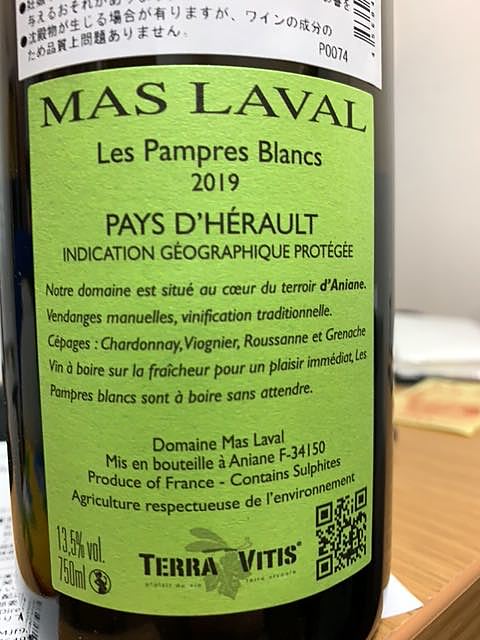 与えるおそれがあ
●沈殿物が生じる場合が有りますが、ワインの成分の
ため品質上問題ありません。
P0074
MAS LAVAL
Les Pampres Blancs
2019
PAYS D'HÉRAULT
INDICATION GÉOGRAPHIQUE PROTÉGÉE
Notre domaine est situé au cœur du terroir d'Aniane.
Vendanges manuelles, vinification traditionnelle.
Cépages : Chardonnay, Viognier, Roussanne et Grenache
Vin à boire sur la fraîcheur pour un plaisir immédiat, Les
Pampres blancs sont à boire sans attendre.
Domaine Mas Laval
Mis en bouteille à Aniane F-34150
Produce of France - Contains Sulphites
Agriculture respectueuse de l'environnement
13,5% vol.
750ml
TERRA VITIS®